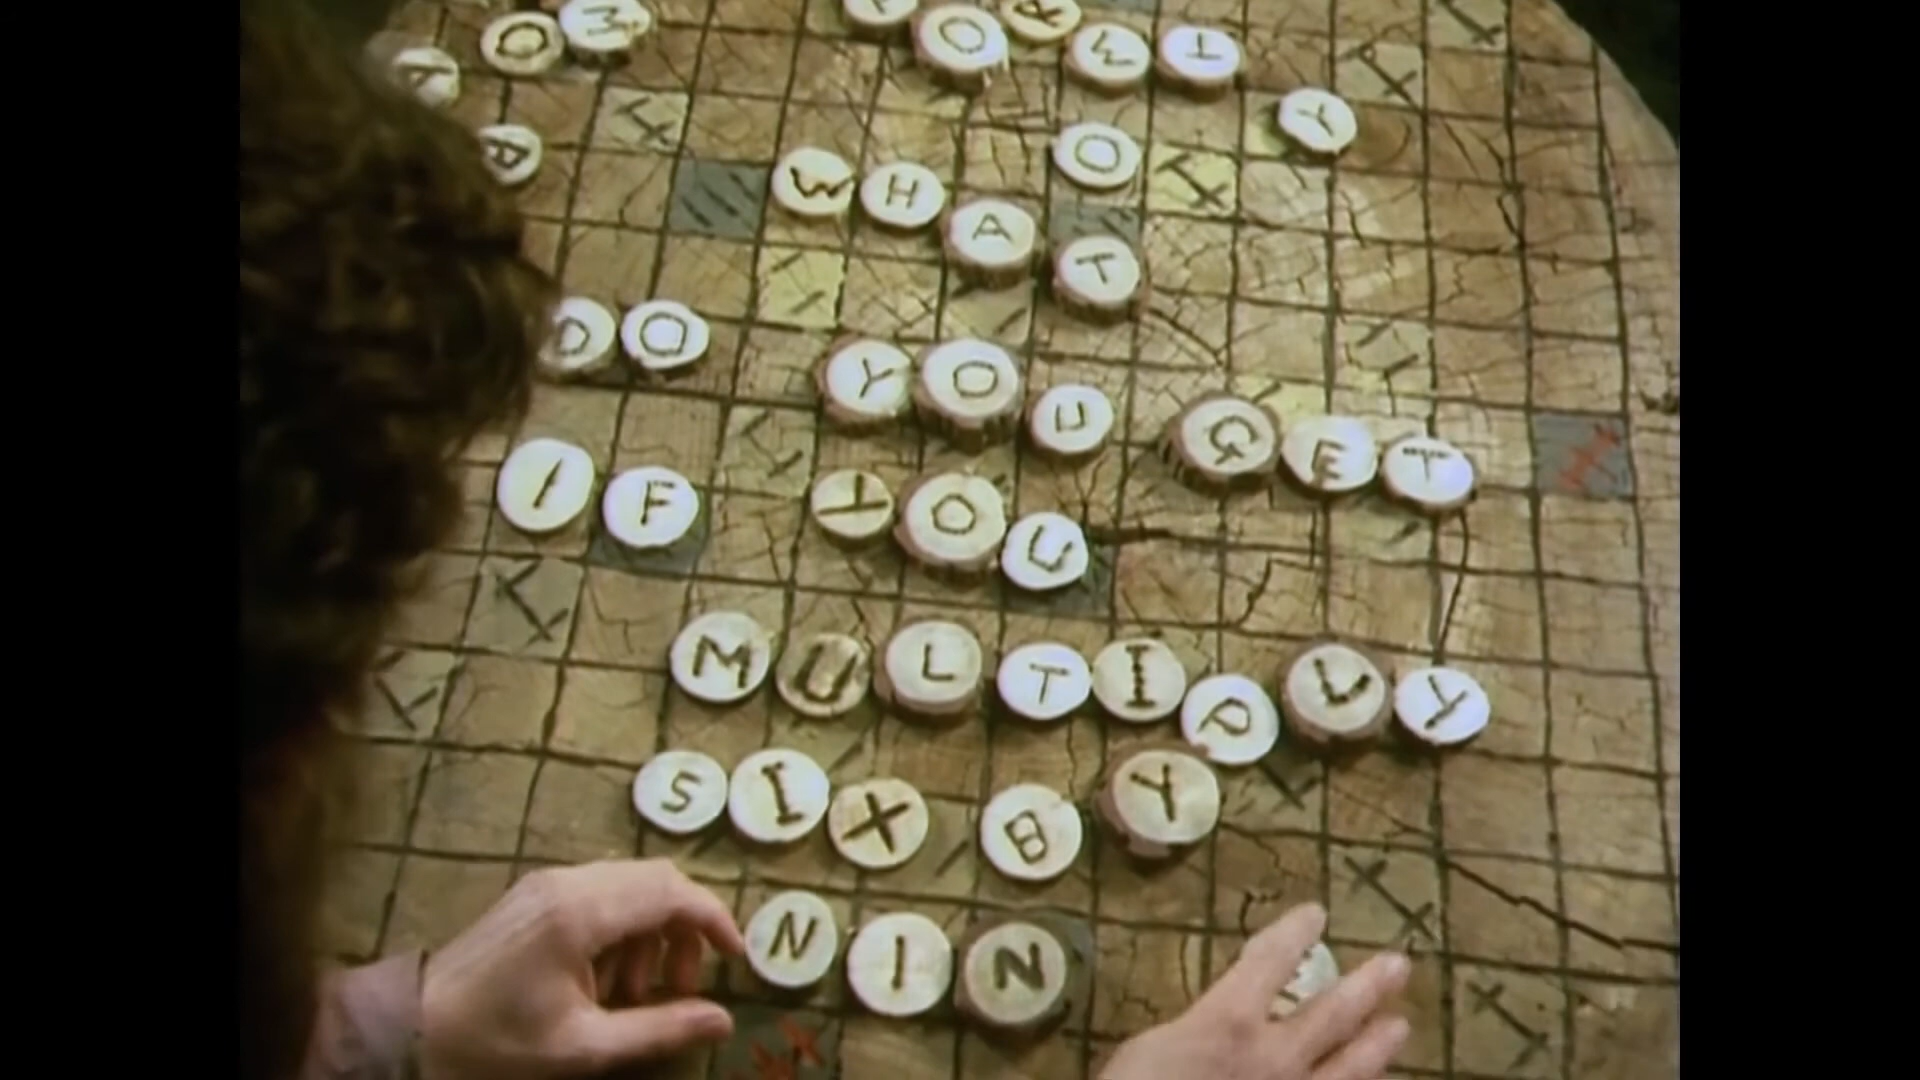 WHAT
DO YOU GET
IF YOU
MULTIPLY
SIX BY
NIN